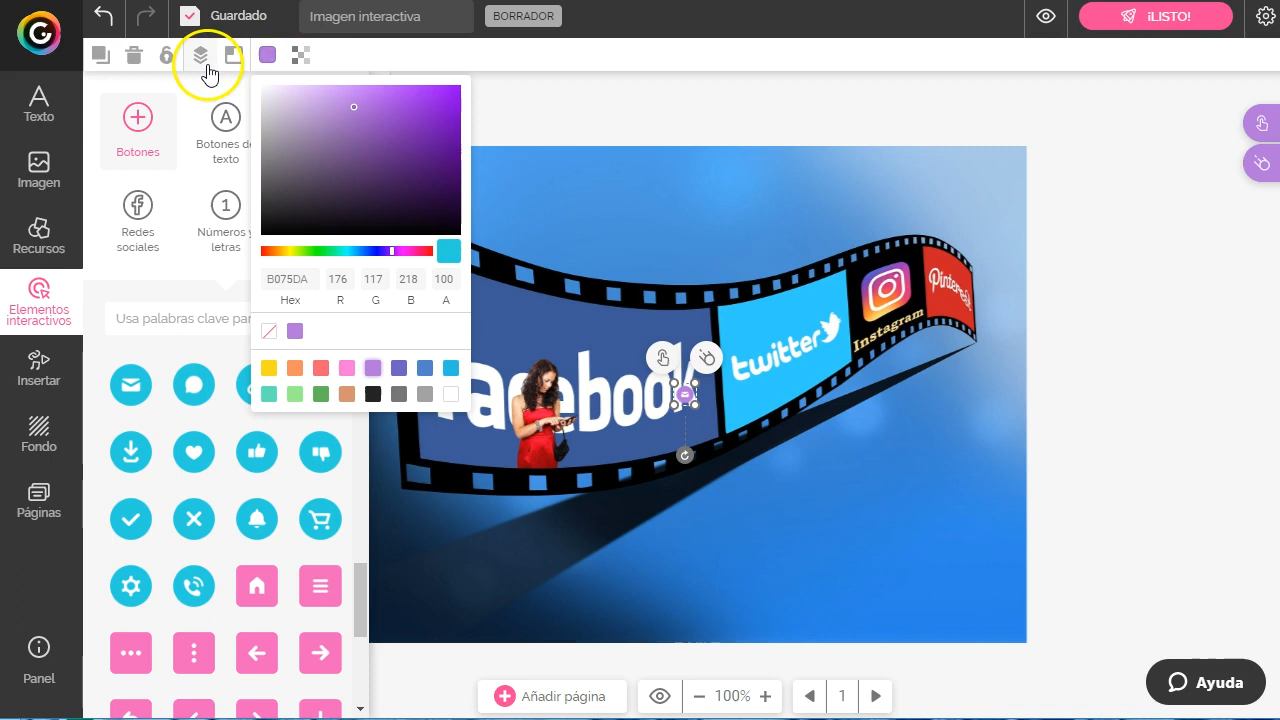 Guardado
Imagen interactiva
BORRADOR
¡LISTO!
Texto
Imagen
Recursos
Elementos
interactivos
Insertar
Fondo
Páginas
Panel
Botones
Botones de
texto
Redes
sociales
1
Números y
letras
Usa palabras clave par
B075DA
176
117
218
100
Hex
R
G
B
A
facebook
twitter
Instagram
Pinterest
Añadir página
100%
1
Ayuda